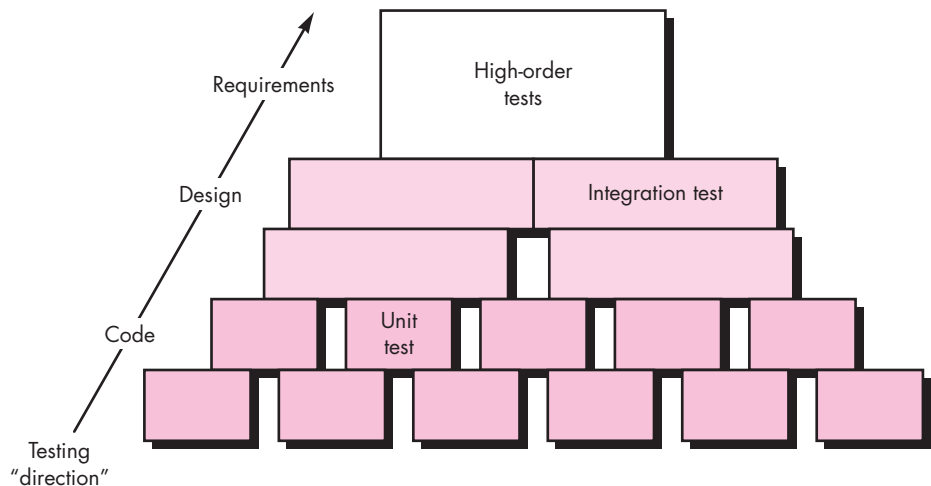 High-order
tests
Requirements
Design
Integration test
Code
Unit
test
Testing
“direction”